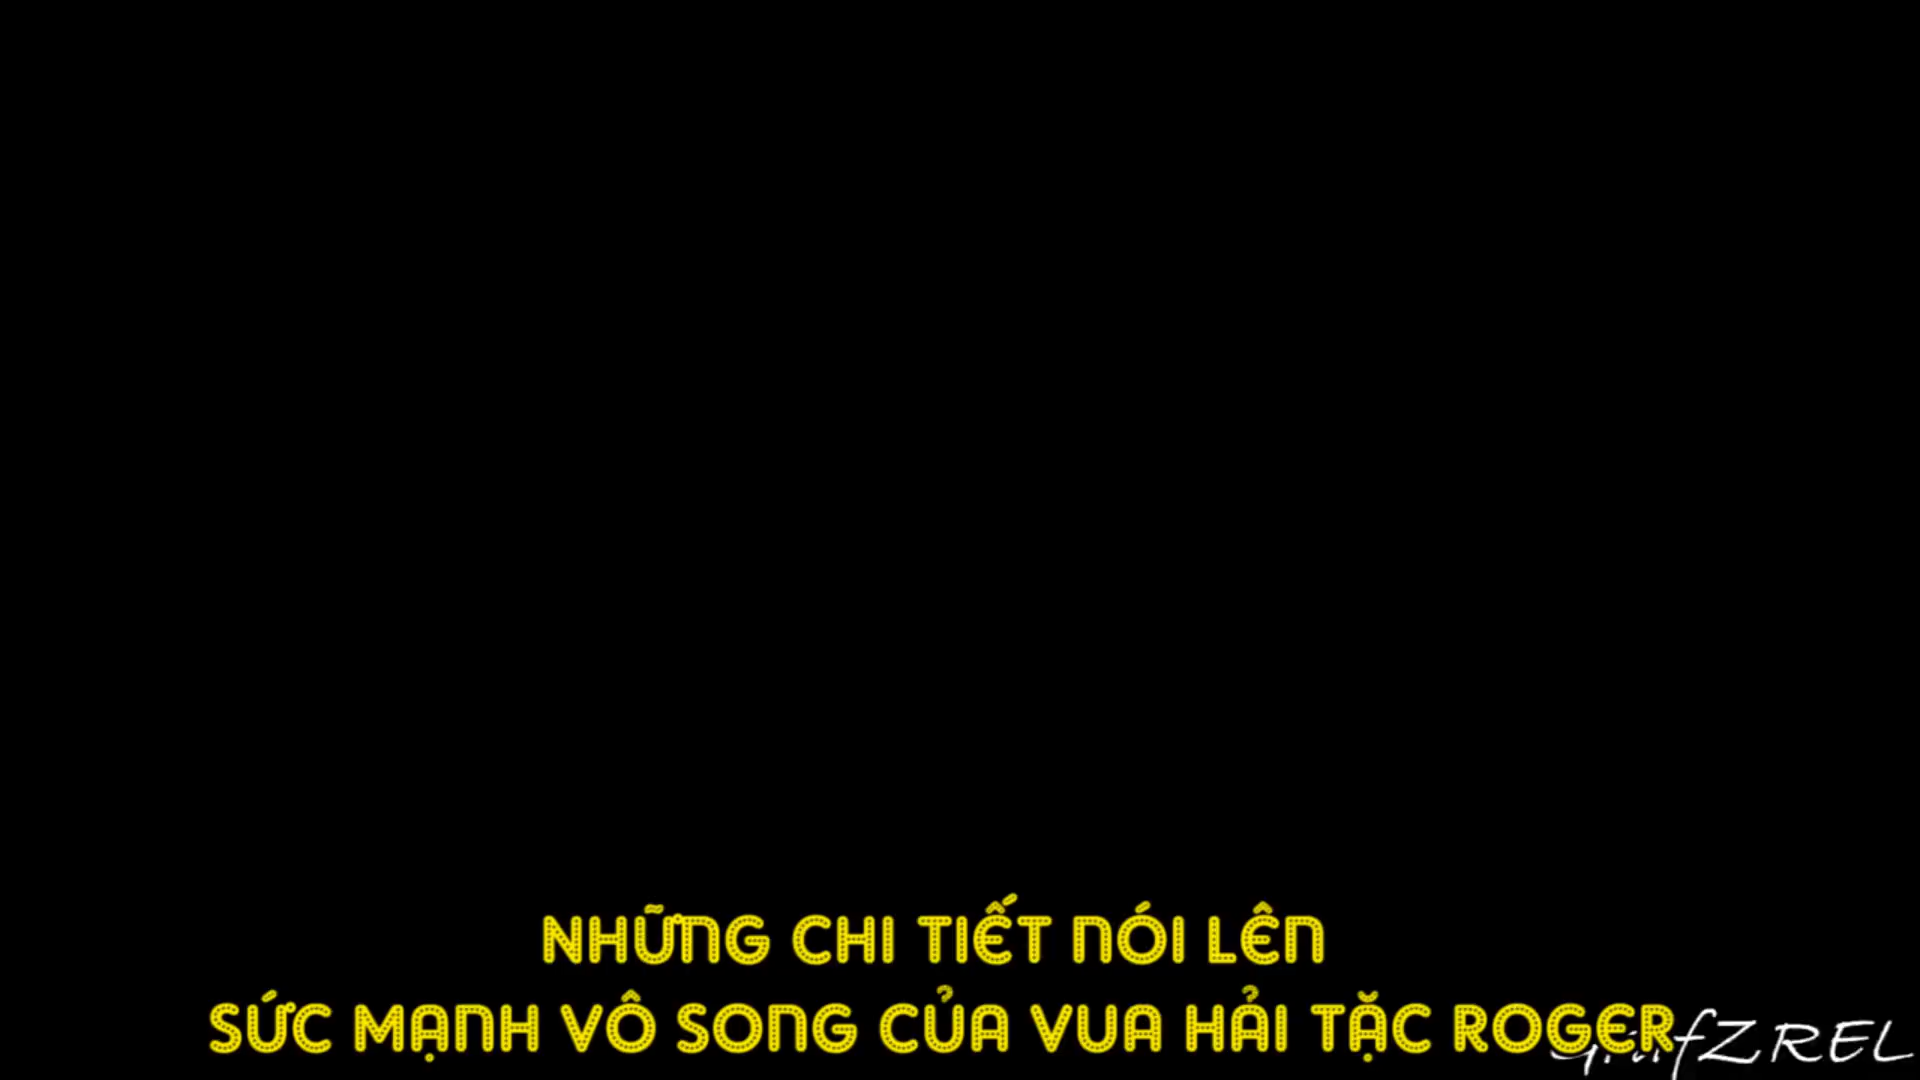 NHỮNG CHI TIẾT NÓI LÊN
SỨC MẠNH VÔ SONG CỦA VUA HẢI TẶC ROGER